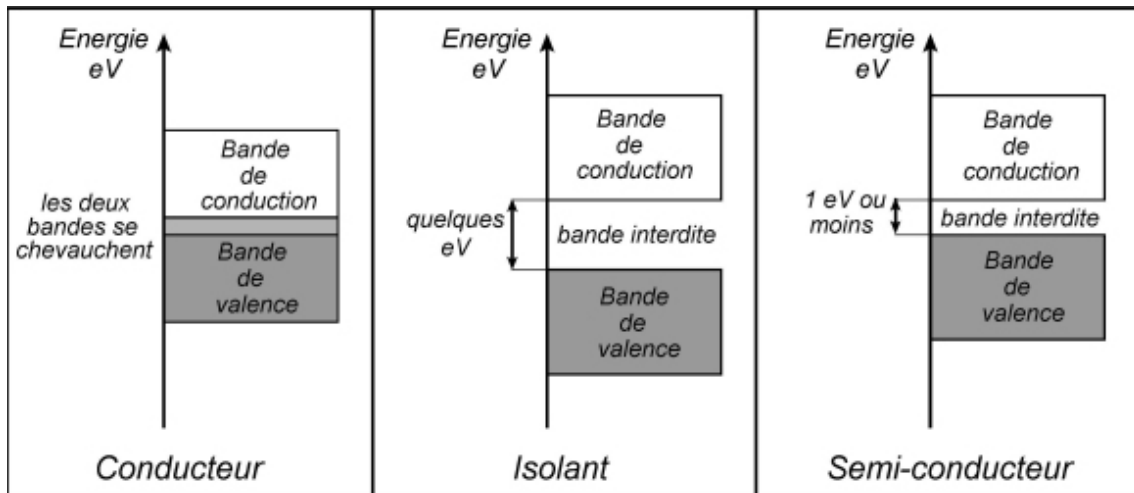 Energie
eV
Bande
de
conduction
les deux
bandes se
chevauchent
Bande
de
valence
Conducteur
Energie
eV
Bande
de
conduction
quelques
eV
bande interdite
Bande
de
valence
Isolant
Energie
eV
Bande
de
conduction
1 eV ou
moins
bande interdite
Bande
de
valence
Semi-conducteur